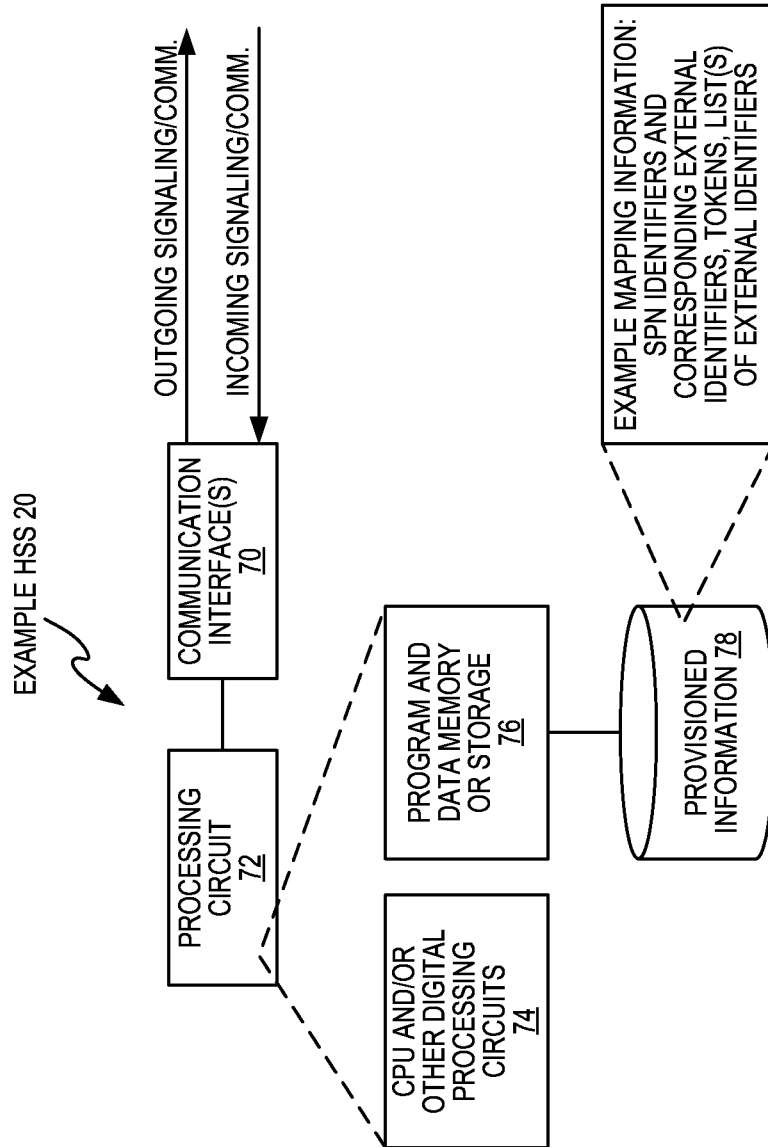 EXAMPLE HSS 20
PROCESSING
CIRCUIT
72
COMMUNICATION
INTERFACE(S)
70
OUTGOING SIGNALING/COMM.
INCOMING SIGNALING/COMM.
CPU AND/OR
OTHER DIGITAL
PROCESSING
CIRCUITS
74
PROGRAM AND
DATA MEMORY
OR STORAGE
76
PROVISIONED
INFORMATION 78
EXAMPLE MAPPING INFORMATION:
SPN IDENTIFIERS AND
CORRESPONDING EXTERNAL
IDENTIFIERS, TOKENS, LIST(S)
OF EXTERNAL IDENTIFIERS